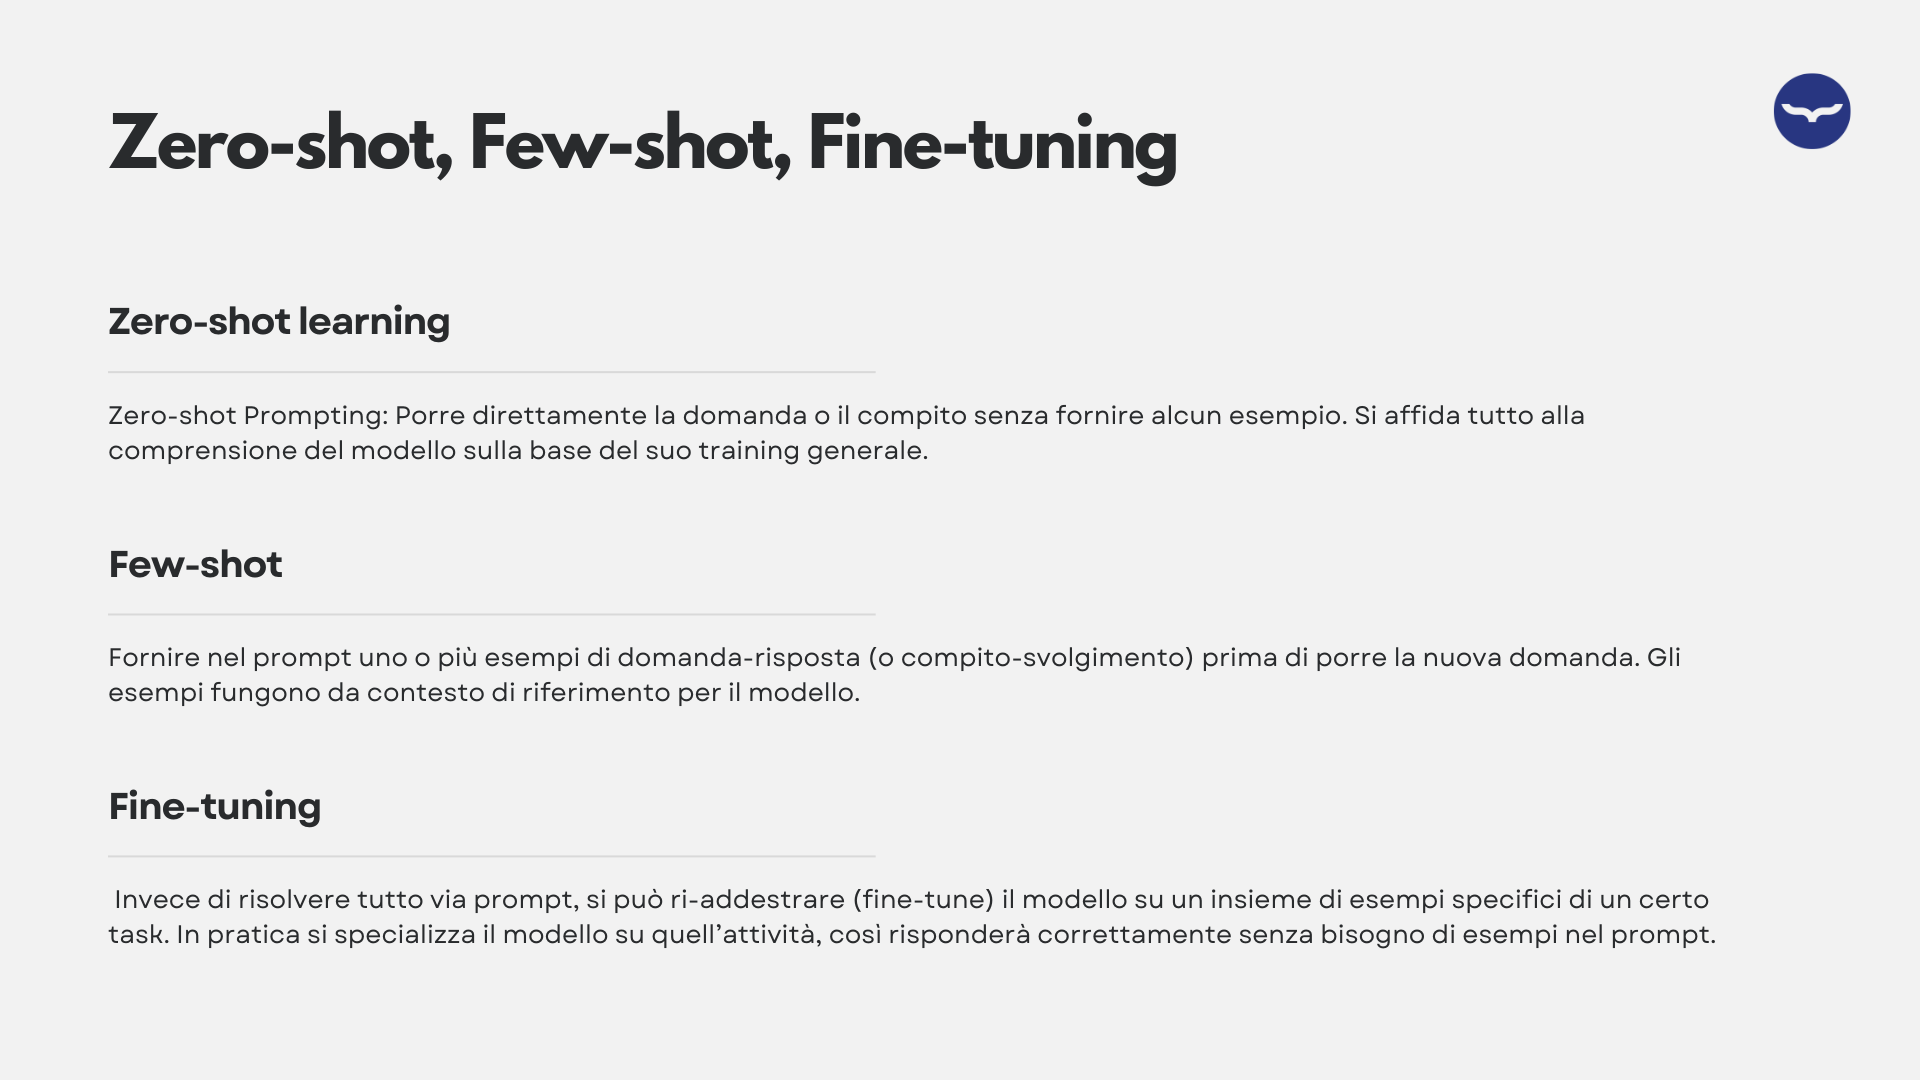 Zero-shot, Few-shot, Fine-tuning
Zero-shot learning
Zero-shot Prompting: Porre direttamente la domanda o il compito senza fornire alcun esempio. Si affida tutto alla
comprensione del modello sulla base del suo training generale.
Few-shot
Fornire nel prompt uno o più esempi di domanda-risposta (o compito-svolgimento) prima di porre la nuova domanda. Gli
esempi fungono da contesto di riferimento per il modello.
Fine-tuning
Invece di risolvere tutto via prompt, si può ri-addestrare (fine-tune) il modello su un insieme di esempi specifici di un certo
task. In pratica si specializza il modello su quell’attività, così risponderà correttamente senza bisogno di esempi nel prompt.